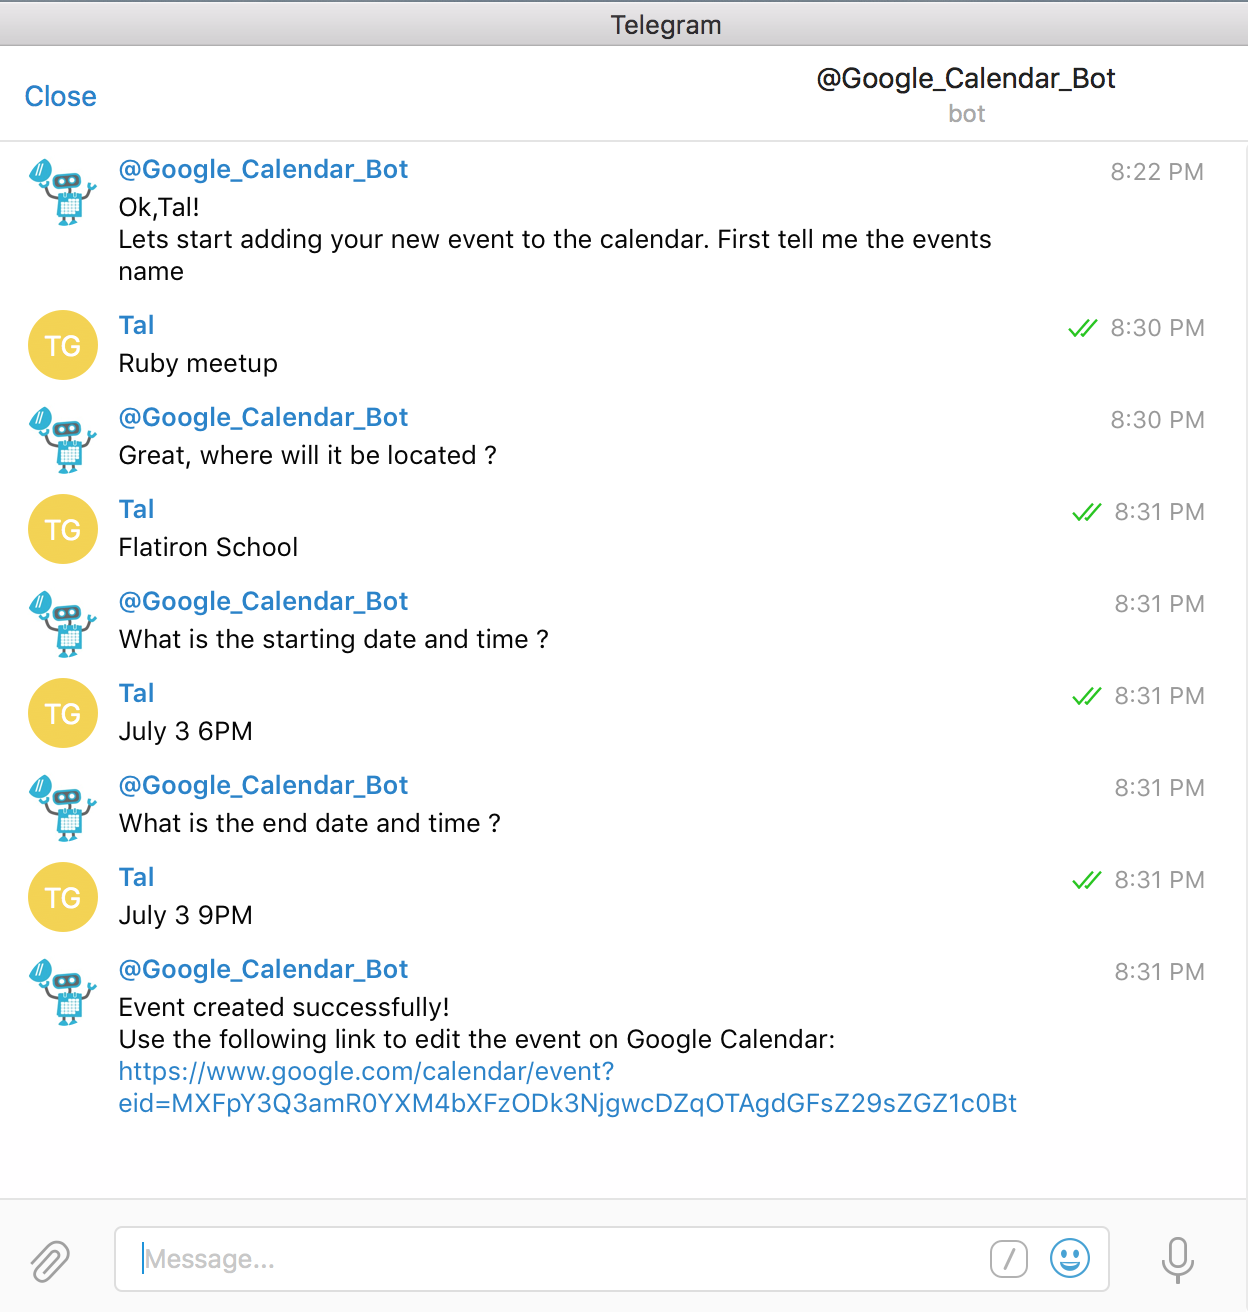 Telegram
Close
@Google_Calendar_Bot
bot
@Google_Calendar_Bot 8:22 PM
Ok,Tal!
Lets start adding your new event to the calendar. First tell me the events
name
TG
Tal 8:30 PM
Ruby meetup
@Google_Calendar_Bot 8:30 PM
Great, where will it be located ?
TG
Tal 8:31 PM
Flatiron School
@Google_Calendar_Bot 8:31 PM
What is the starting date and time ?
TG
Tal 8:31 PM
July 3 6PM
@Google_Calendar_Bot 8:31 PM
What is the end date and time ?
TG
Tal 8:31 PM
July 3 9PM
@Google_Calendar_Bot 8:31 PM
Event created successfully!
Use the following link to edit the event on Google Calendar:
https://www.google.com/calendar/event?
eid=MXFpY3Q3amR0YXM4bXFzODk3NjgwcDZqOTAgdGFsZ29sZGZ1c0Bt
Message...
/